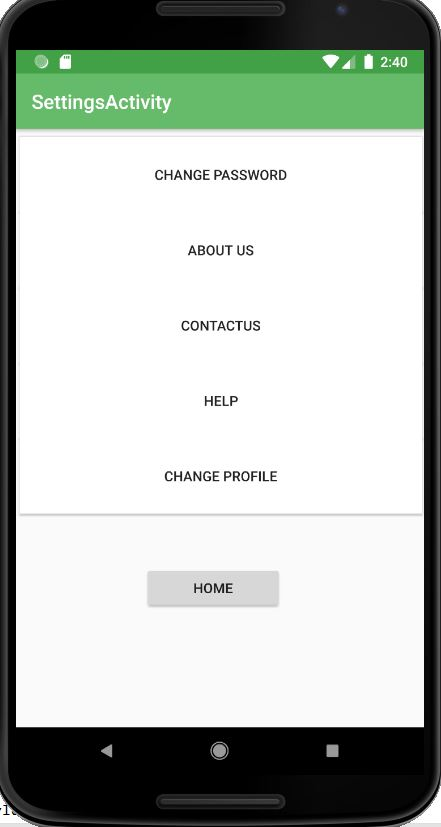 2:40
SettingsActivity
CHANGE PASSWORD
ABOUT US
CONTACTUS
HELP
CHANGE PROFILE
HOME